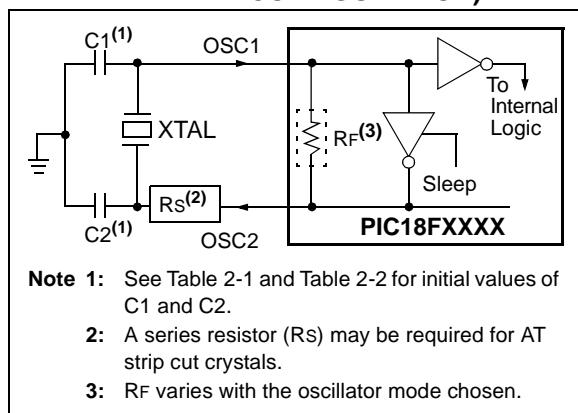 C1(1)
OSC1
To
Internal
Logic
XTAL
RF(3)
Sleep
RS(2)
C2(1)
OSC2
PIC18FXXXX
Note 1: See Table 2-1 and Table 2-2 for initial values of
C1 and C2.
2: A series resistor (RS) may be required for AT
strip cut crystals.
3: RF varies with the oscillator mode chosen.